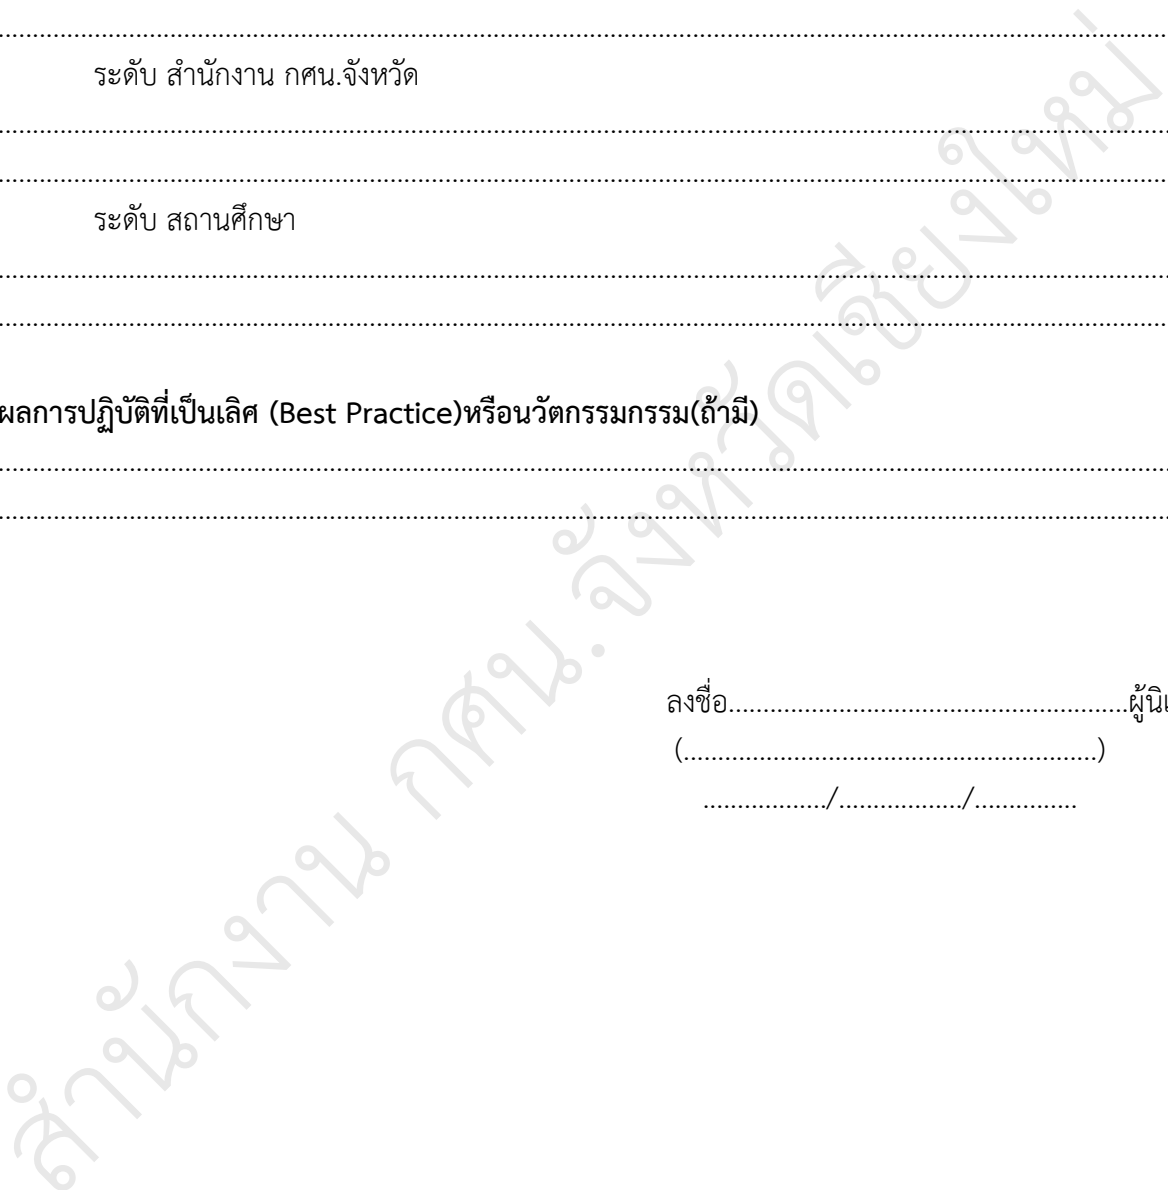 ................................................................
ระดับ สำนักงาน กศน.จังหวัด
................................................................
................................................................
ระดับ สถานศึกษา
................................................................
................................................................
ผลการปฏิบัติที่เป็นเลิศ (Best Practice)หรือนวัตกรรมกรรม(ถ้ามี)
................................................................
................................................................
ลงชื่อ..........................................................
(............................................................)
................../................../...............
สำนักงาน กศน.จังหวัดเชียงใหม่